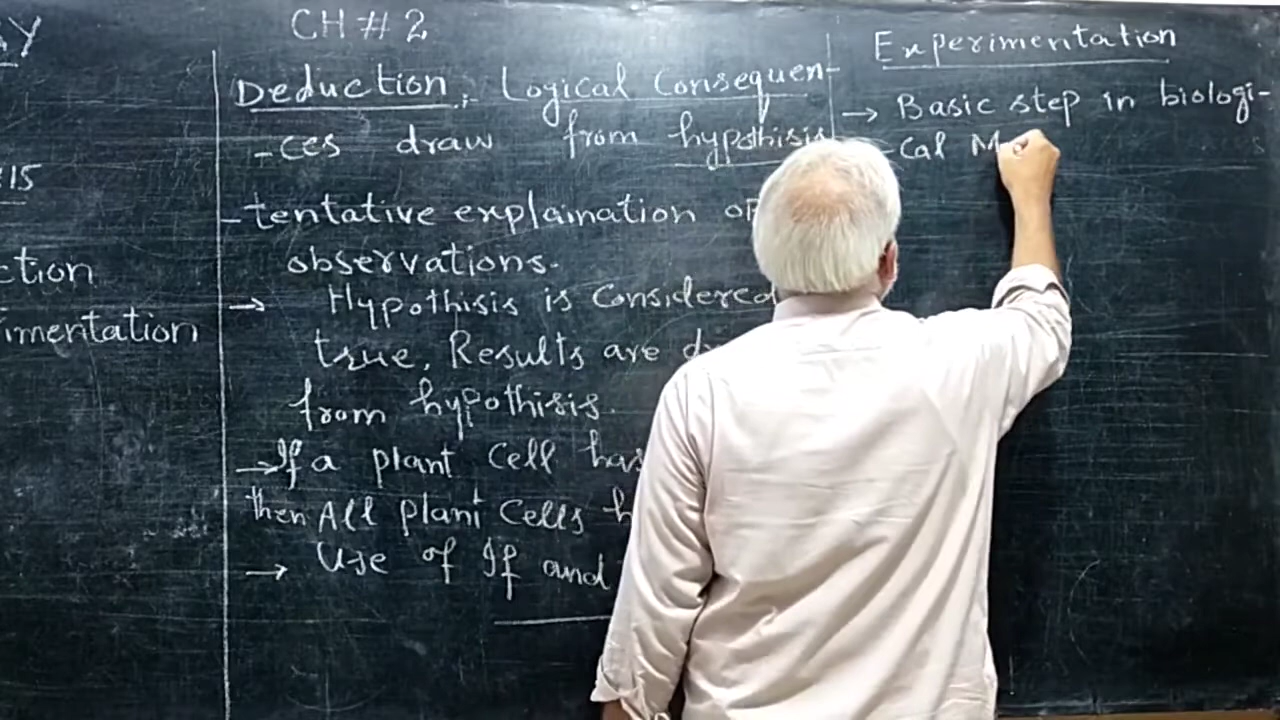 CH # 2
15
ction
imentation
Deduction :- Logical Consequen-
-ces draw from hypothisis
-tentative explaination of
observations.
→ Hypothisis is Considered
true. Results are
from hypothisis.
→ If a plant Cell has
then All plant Cells
→ Use of If and
Experimentation
→ Basic step in biologi-
-cal